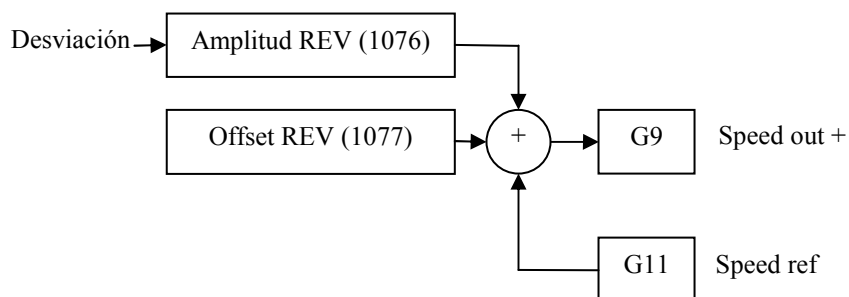 Desviación
Amplitud REV (1076)
Offset REV (1077)
+
G9
Speed out +
G11
Speed ref